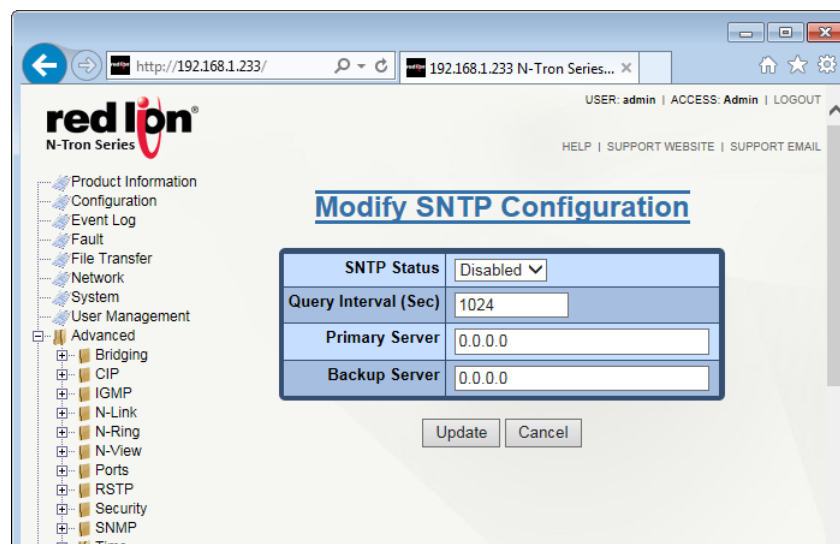 http://192.168.1.233/
192.168.1.233 N-Tron Series...
USER: admin | ACCESS: Admin | LOGOUT
red lion®
N-Tron Series
HELP | SUPPORT WEBSITE | SUPPORT EMAIL
Product Information
Configuration
Event Log
Fault
File Transfer
Network
System
User Management
Advanced
Bridging
CIP
IGMP
N-Link
N-Ring
N-View
Ports
RSTP
Security
SNMP
Time
Modify SNTP Configuration
SNTP Status Disabled
Query Interval (Sec) 1024
Primary Server 0.0.0.0
Backup Server 0.0.0.0
Update Cancel